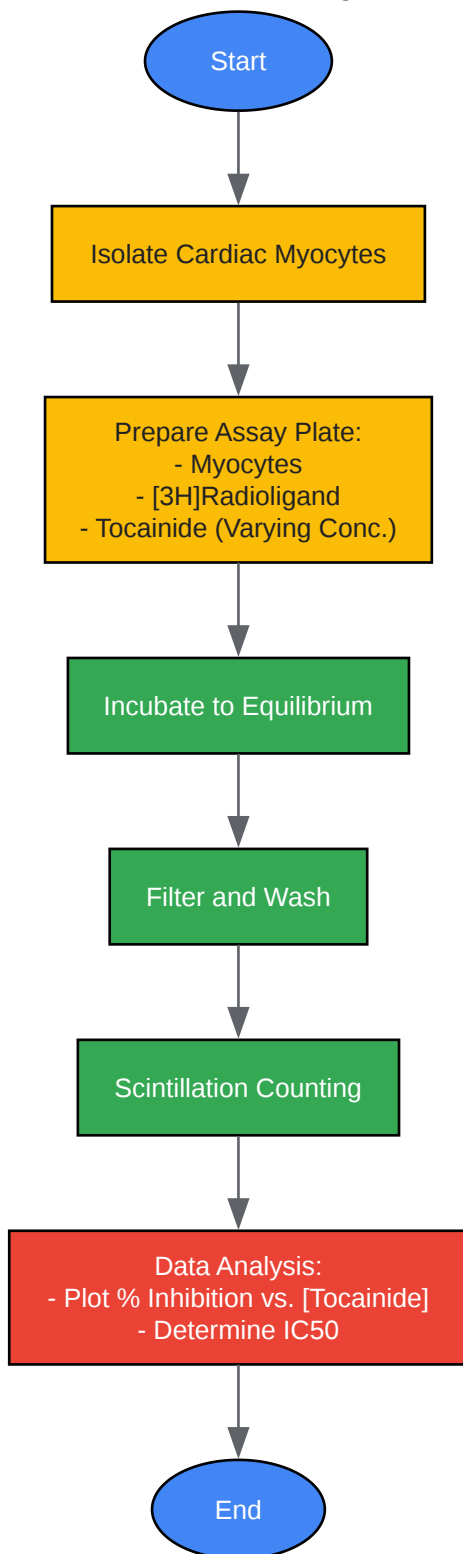 Start
Isolate Cardiac Myocytes
Prepare Assay Plate:
- Myocytes
- [3H]Radioligand
- Tocainide (Varying Conc.)
Incubate to Equilibrium
Filter and Wash
Scintillation Counting
Data Analysis:
- Plot % Inhibition vs. [Tocainide]
- Determine IC50
End